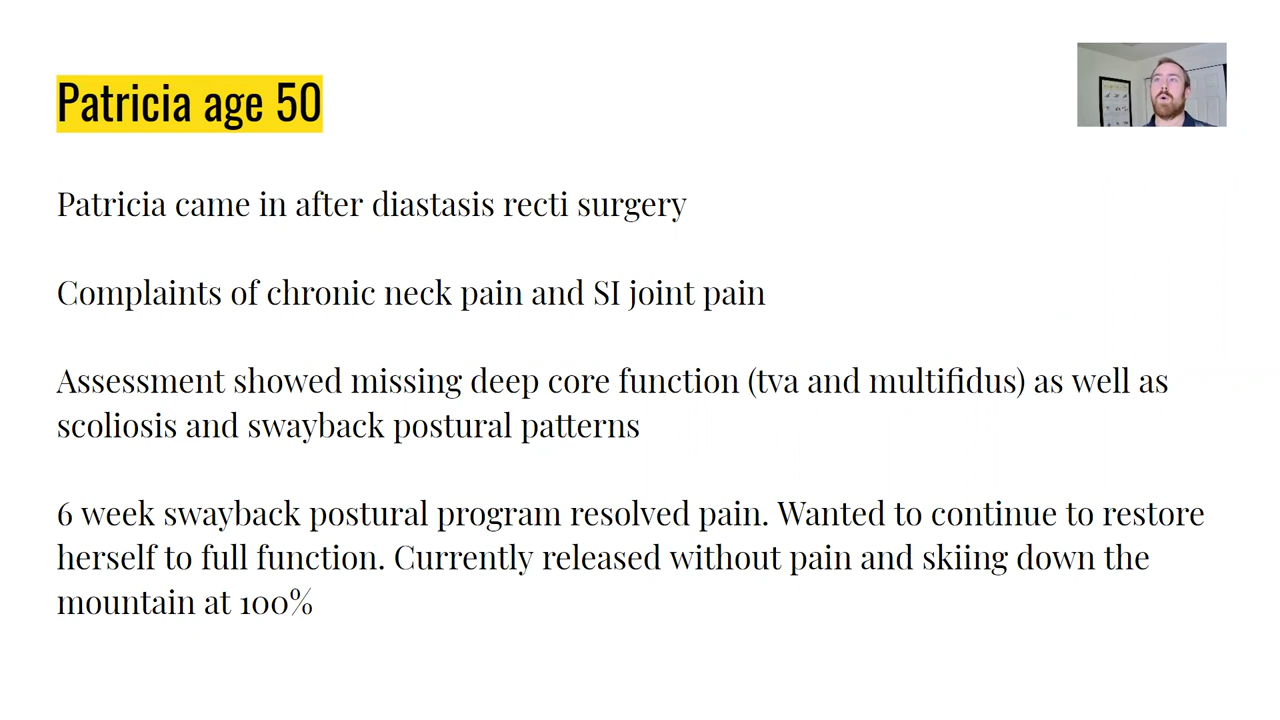 Patricia age 50
Patricia came in after diastasis recti surgery
Complaints of chronic neck pain and SI joint pain
Assessment showed missing deep core function (tva and multifidus) as well as
scoliosis and swayback postural patterns
6 week swayback postural program resolved pain. Wanted to continue to restore
herself to full function. Currently released without pain and skiing down the
mountain at 100%